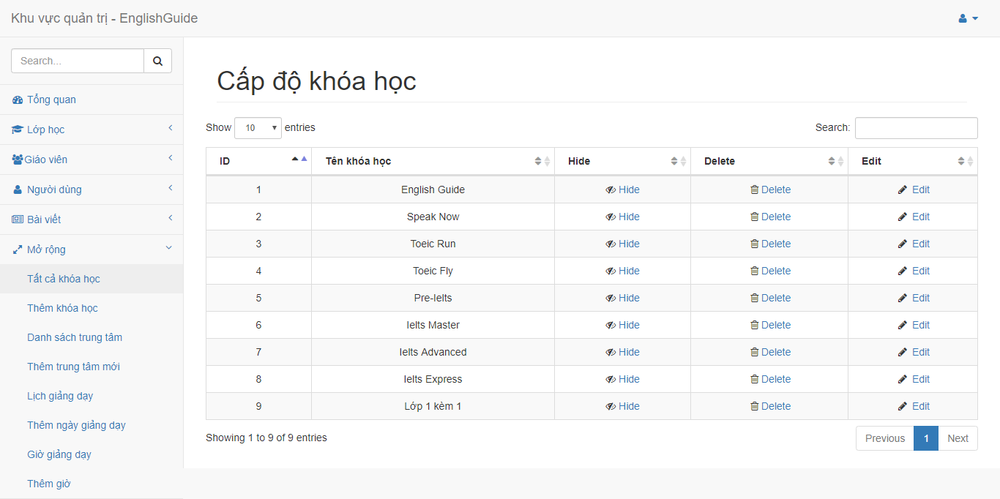 Khu vực quản trị - EnglishGuide
Search...
Tổng quan
Lớp học
Giáo viên
Người dùng
Bài viết
Mở rộng
Tất cả khóa học
Thêm khóa học
Danh sách trung tâm
Thêm trung tâm mới
Lịch giảng dạy
Thêm ngày giảng dạy
Giờ giảng dạy
Thêm giờ
Cấp độ khóa học
Show 10 entries Search:
ID Tên khóa học Hide Delete Edit
1 English Guide Hide Delete Edit
2 Speak Now Hide Delete Edit
3 Toeic Run Hide Delete Edit
4 Toeic Fly Hide Delete Edit
5 Pre-Ielts Hide Delete Edit
6 Ielts Master Hide Delete Edit
7 Ielts Advanced Hide Delete Edit
8 Ielts Express Hide Delete Edit
9 Lớp 1 kèm 1 Hide Delete Edit
Showing 1 to 9 of 9 entries Previous 1 Next